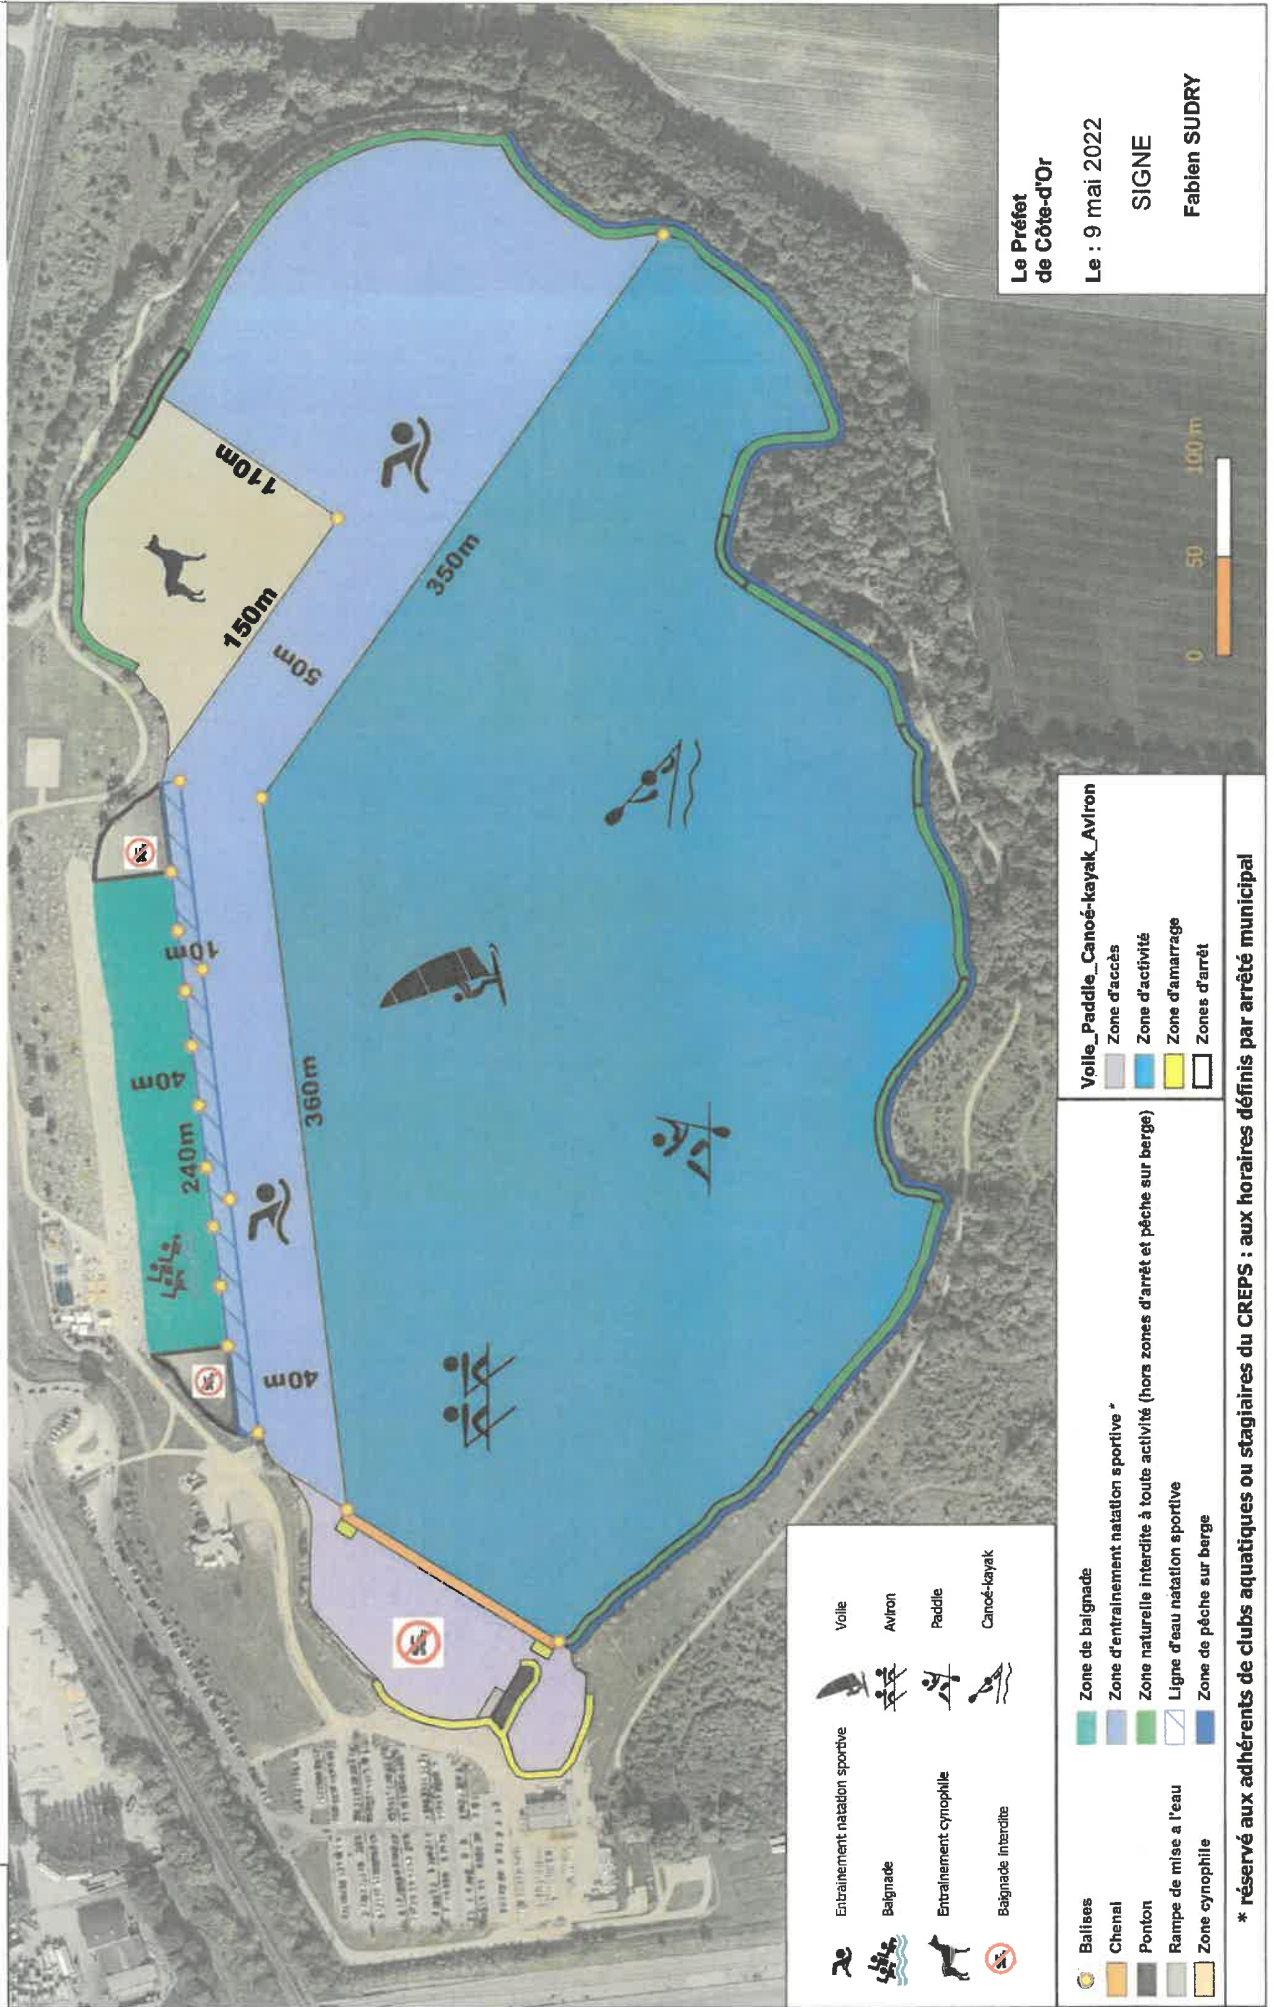 110m
150m
50m
350m
10m
40m
240m
360m
40m
Le Préfet
de Côte-d'Or
Le : 9 mai 2022
SIGNE
Fabien SUDRY
0 50 100 m
Entrainement natation sportive
Baignade
Entrainement cynophile
Baignade interdite
Voile
Aviron
Paddle
Canoé-kayak
Balises
Chenal
Ponton
Rampe de mise a l'eau
Zone cynophile
Zone de baignade
Zone d'entrainement natation sportive *
Zone naturelle interdite à toute activité (hors zones d'arrêt et pêche sur berge)
Ligne d'eau natation sportive
Zone de pêche sur berge
Voile_Paddle_Canoé-kayak_Aviron
Zone d'accès
Zone d'activité
Zone d'amarrage
Zones d'arrêt
* réservé aux adhérents de clubs aquatiques ou stagiaires du CREPS : aux horaires définis par arrêté municipal